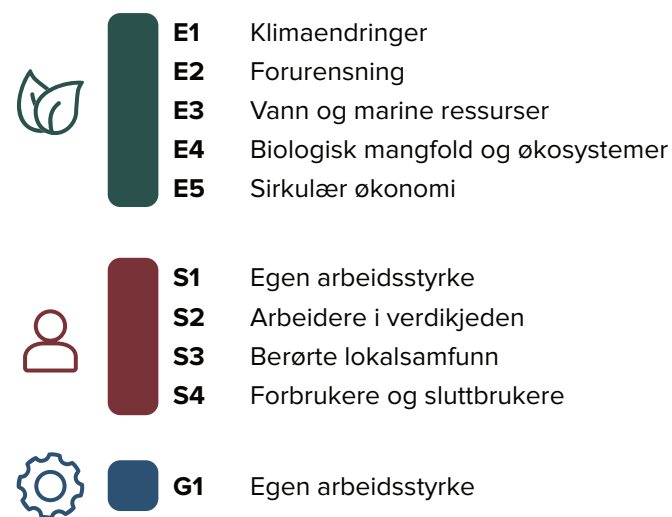 E1 Klimaendringer
E2 Forurensning
E3 Vann og marine ressurser
E4 Biologisk mangfold og økosystemer
E5 Sirkulær økonomi
S1 Egen arbeidsstyrke
S2 Arbeidere i verdikjeden
S3 Berørte lokalsamfunn
S4 Forbrukere og sluttbrukere
G1 Egen arbeidsstyrke